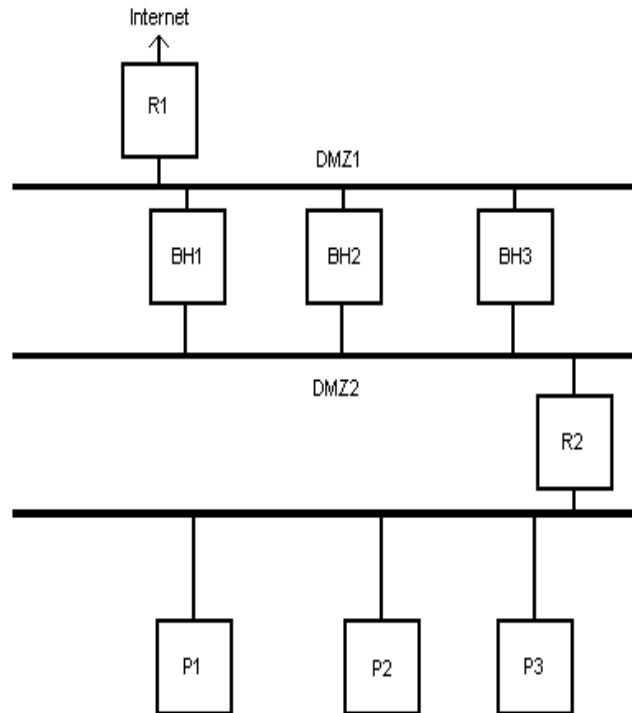 Internet
R1
DMZ1
BH1 BH2 BH3
DMZ2
R2
P1 P2 P3